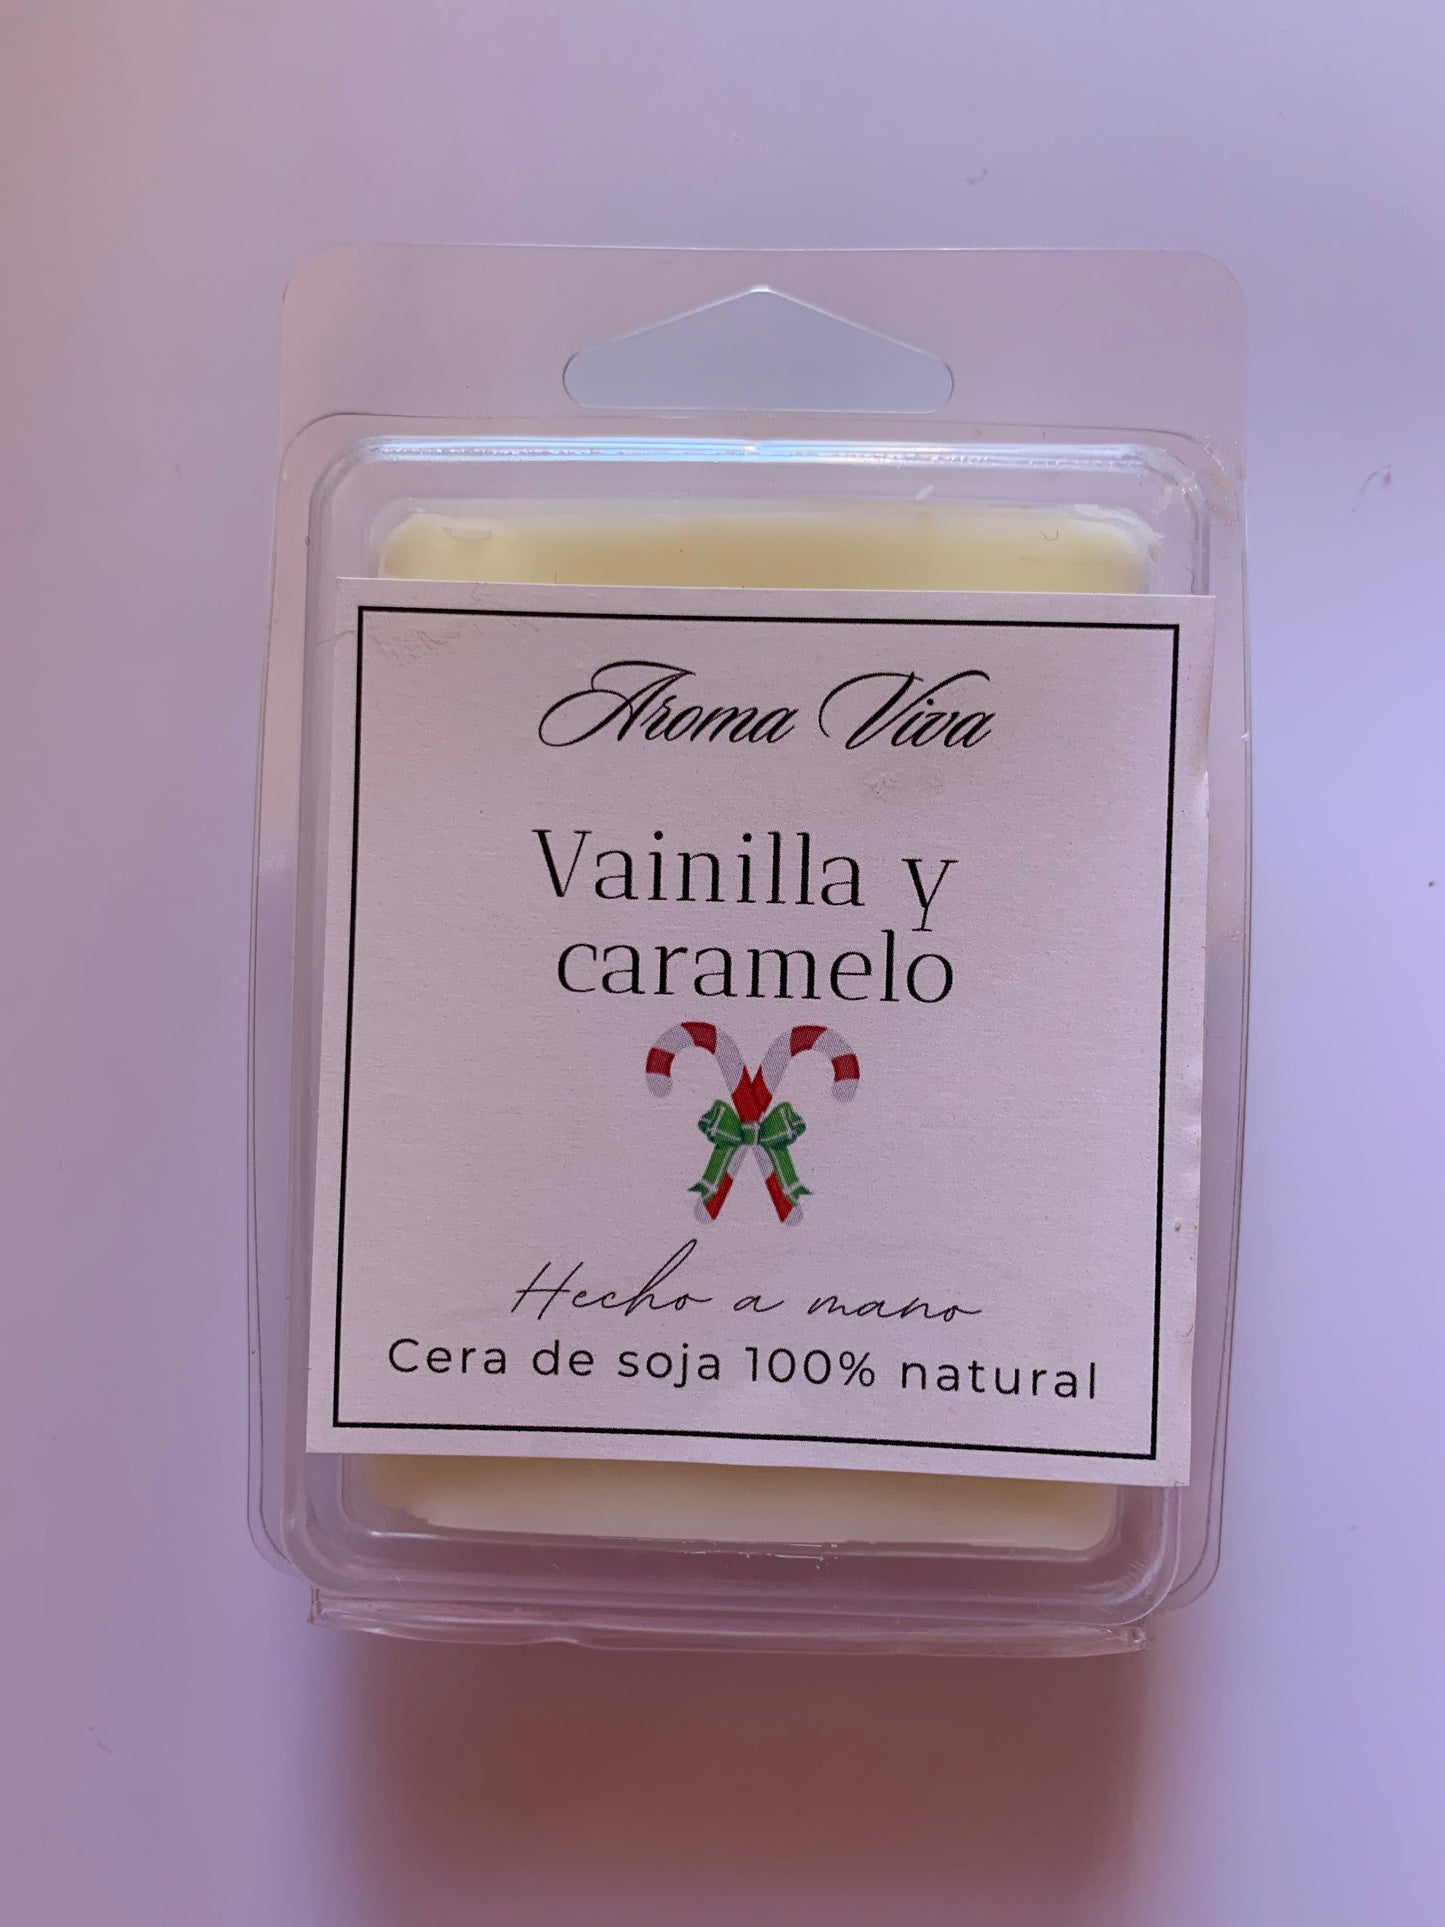 Aroma Viva
Vainilla y
caramelo
Hecho a mano
Cera de soja 100% natural